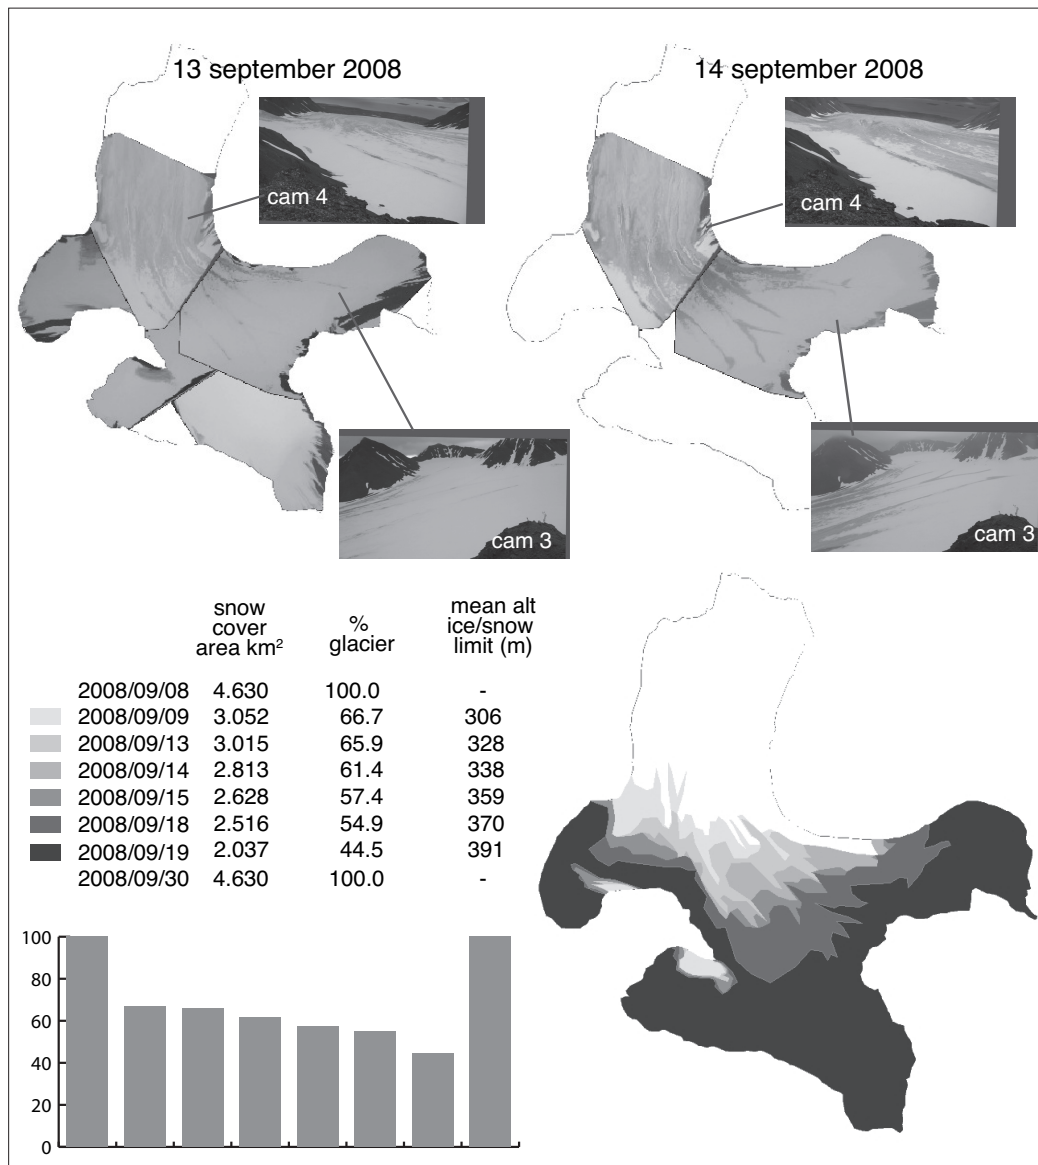 13 september 2008
14 september 2008
cam 4
cam 4
cam 3
cam 3
snow cover area km²
% glacier
mean alt ice/snow limit (m)
2008/09/08 4.630 100.0 -
2008/09/09 3.052 66.7 306
2008/09/13 3.015 65.9 328
2008/09/14 2.813 61.4 338
2008/09/15 2.628 57.4 359
2008/09/18 2.516 54.9 370
2008/09/19 2.037 44.5 391
2008/09/30 4.630 100.0 -
100
80
60
40
20
0